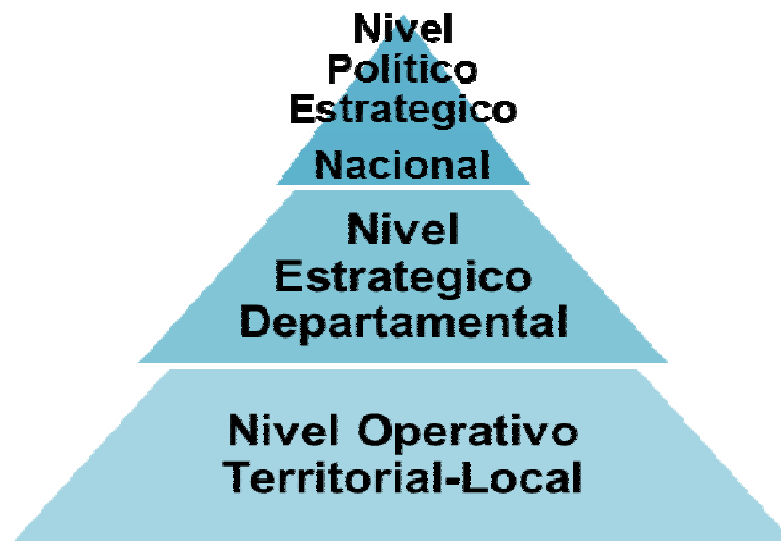 Nivel
Político
Estrategico
Nacional
Nivel
Estrategico
Departamental
Nivel Operativo
Territorial-Local